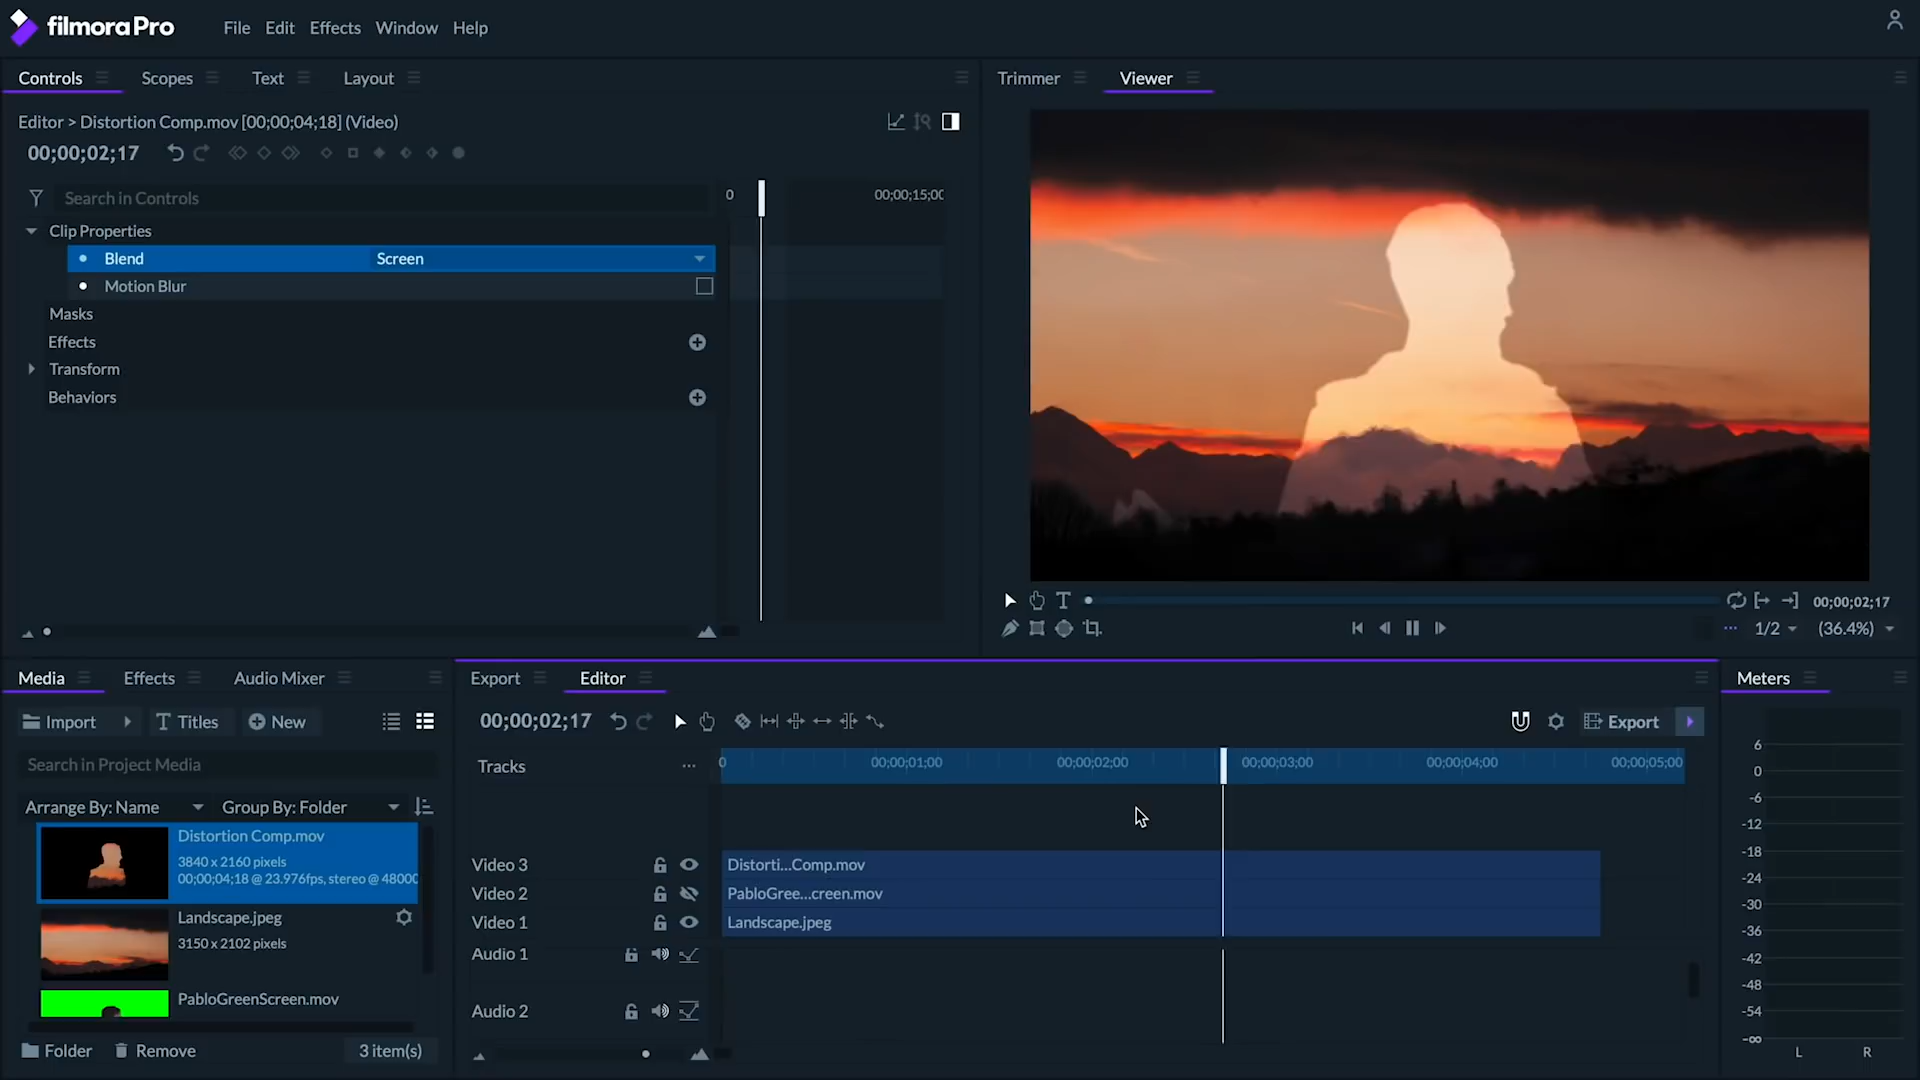 filmora Pro File Edit Effects Window Help
Controls Scopes Text Layout
Trimmer Viewer
Editor > Distortion Comp.mov [00;00;04;18] (Video)
00;00;02;17
Search in Controls
0 00;00;15;00
Clip Properties
Blend Screen
Motion Blur
Masks
Effects
Transform
Behaviors
T 00;00;02;17
1/2 (36.4%)
Media Effects Audio Mixer
Import T Titles New
Search in Project Media
Arrange By: Name Group By: Folder
Distortion Comp.mov
3840 x 2160 pixels
00;00;04;18 @ 23.976fps, stereo @ 48000
Landscape.jpeg
3150 x 2102 pixels
PabloGreenScreen.mov
Folder Remove 3 item(s)
Export Editor
00;00;02;17 Export
Tracks ... 0 00;00;01;00 00;00;02;00 00;00;03;00 00;00;04;00 00;00;05;00
Video 3 Distorti...Comp.mov
Video 2 PabloGree...creen.mov
Video 1 Landscape.jpeg
Audio 1
Audio 2
Meters
6
0
-6
-12
-18
-24
-30
-36
-42
-48
-54
-∞
L R